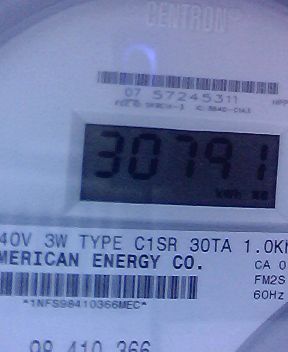 CENTRON
07 57245311
30791
40V 3W TYPE C1SR 30TA 1.0K
MERICAN ENERGY CO.
CA 0
FM2S
60Hz
*1NFS98410366MEC*
98 410 366